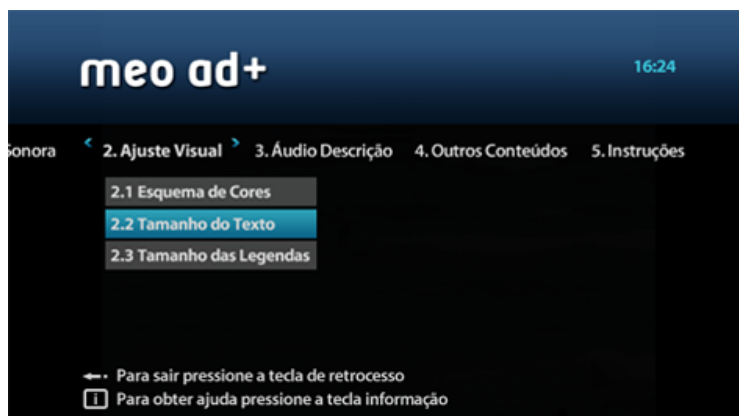 meo ad+
16:24
Sonora < 2. Ajuste Visual > 3. Áudio Descrição 4. Outros Conteúdos 5. Instruções
2.1 Esquema de Cores
2.2 Tamanho do Texto
2.3 Tamanho das Legendas
Para sair pressione a tecla de retrocesso
i Para obter ajuda pressione a tecla informação